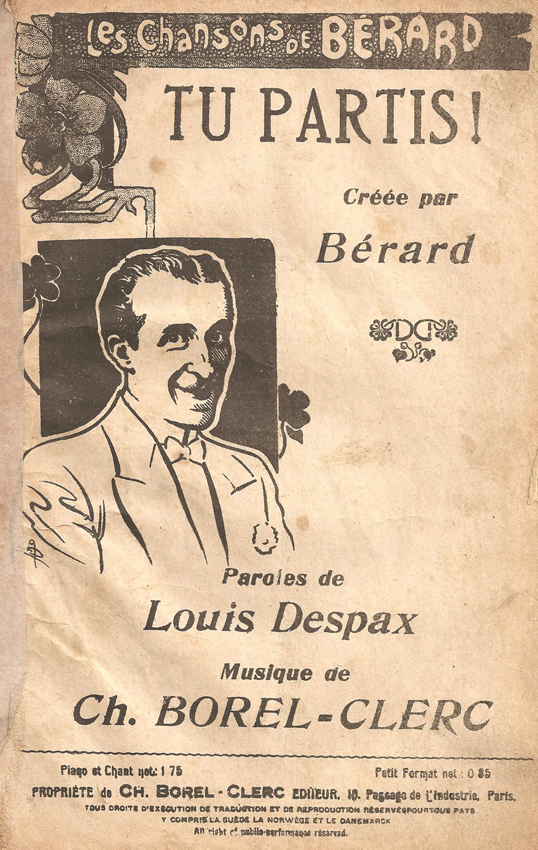 Les Chansons DE BÉRARD
TU PARTIS!
Créée par
Bérard
Paroles de
Louis Despax
Musique de
Ch. BOREL-CLERC
Piano et Chant net: 1 75
Petit Format net : 0 35
PROPRIÉTÉ de CH. BOREL-CLERC EDITEUR, 19, Passage de l'Industrie, Paris.
TOUS DROITS D'EXÉCUTION DE TRADUCTION ET DE REPRODUCTION RÉSERVÉS POUR TOUS PAYS
Y COMPRIS LA SUÈDE LA NORWÈGE ET LE DANEMARCK
All right of public performance reserved.